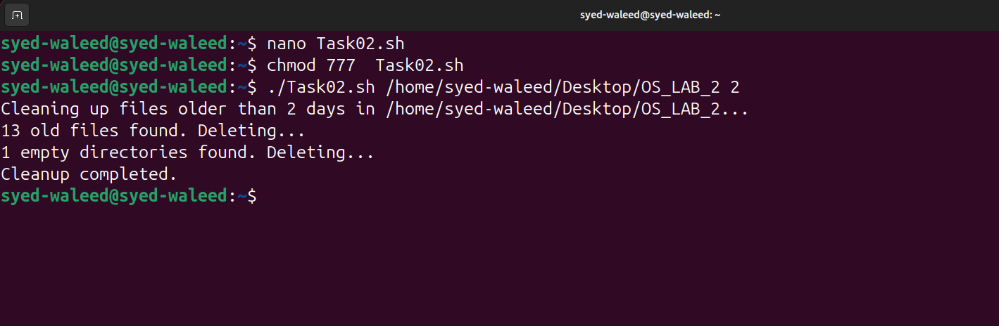 syed-waleed@syed-waleed: ~
syed-waleed@syed-waleed:~$ nano Task02.sh
syed-waleed@syed-waleed:~$ chmod 777  Task02.sh
syed-waleed@syed-waleed:~$ ./Task02.sh /home/syed-waleed/Desktop/OS_LAB_2 2
Cleaning up files older than 2 days in /home/syed-waleed/Desktop/OS_LAB_2...
13 old files found. Deleting...
1 empty directories found. Deleting...
Cleanup completed.
syed-waleed@syed-waleed:~$